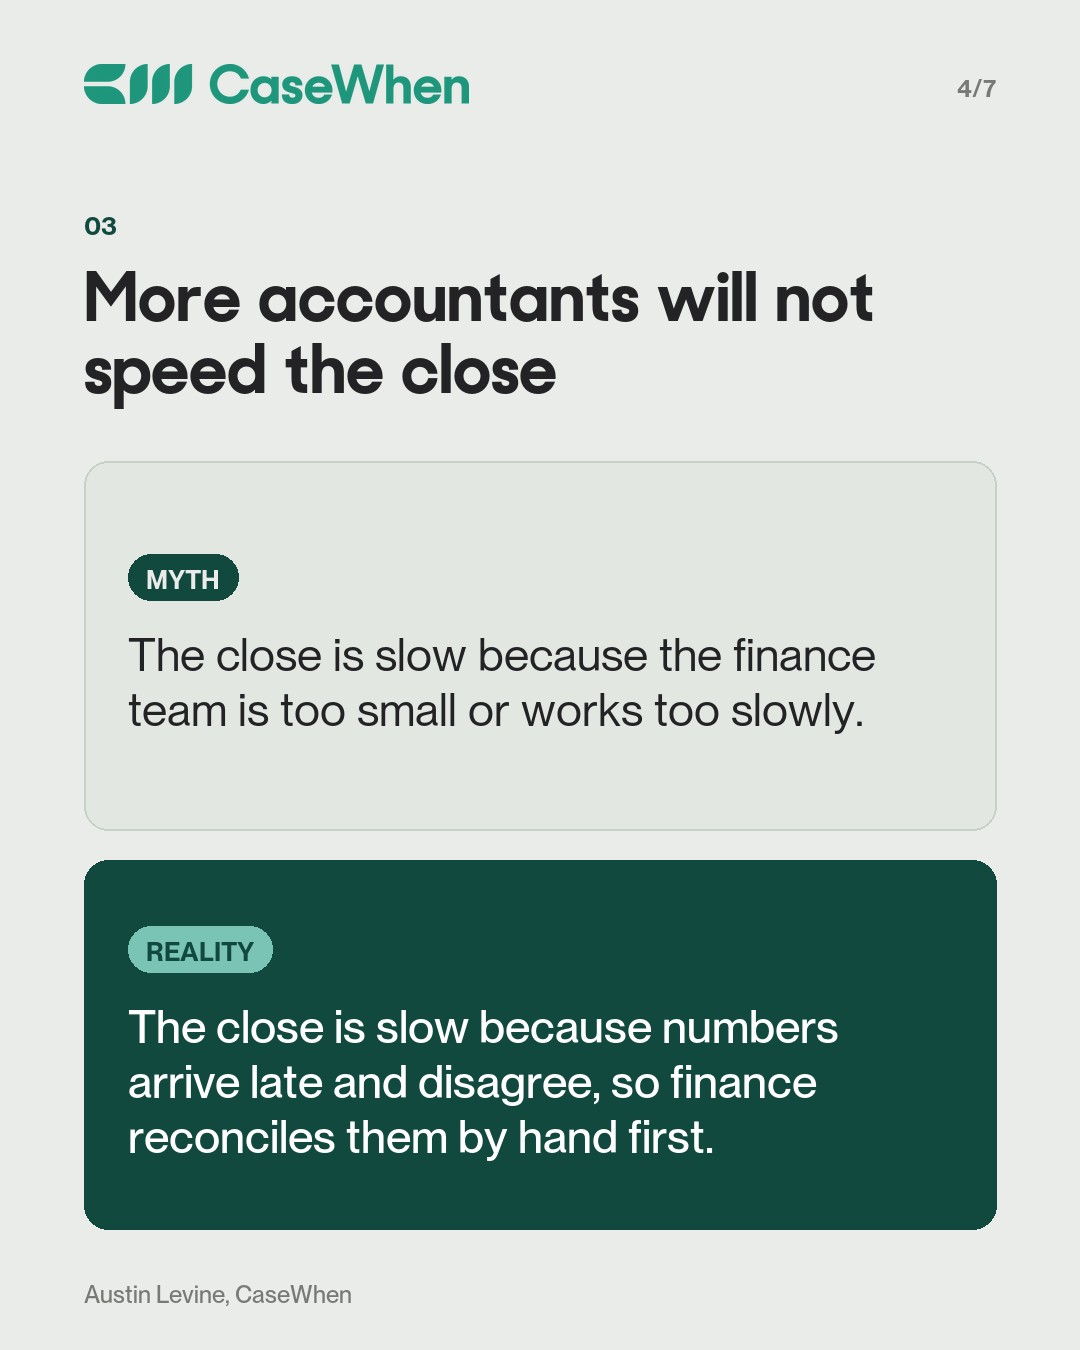 CaseWhen
4/7
03
More accountants will not
speed the close
MYTH
The close is slow because the finance
team is too small or works too slowly.
REALITY
The close is slow because numbers
arrive late and disagree, so finance
reconciles them by hand first.
Austin Levine, CaseWhen